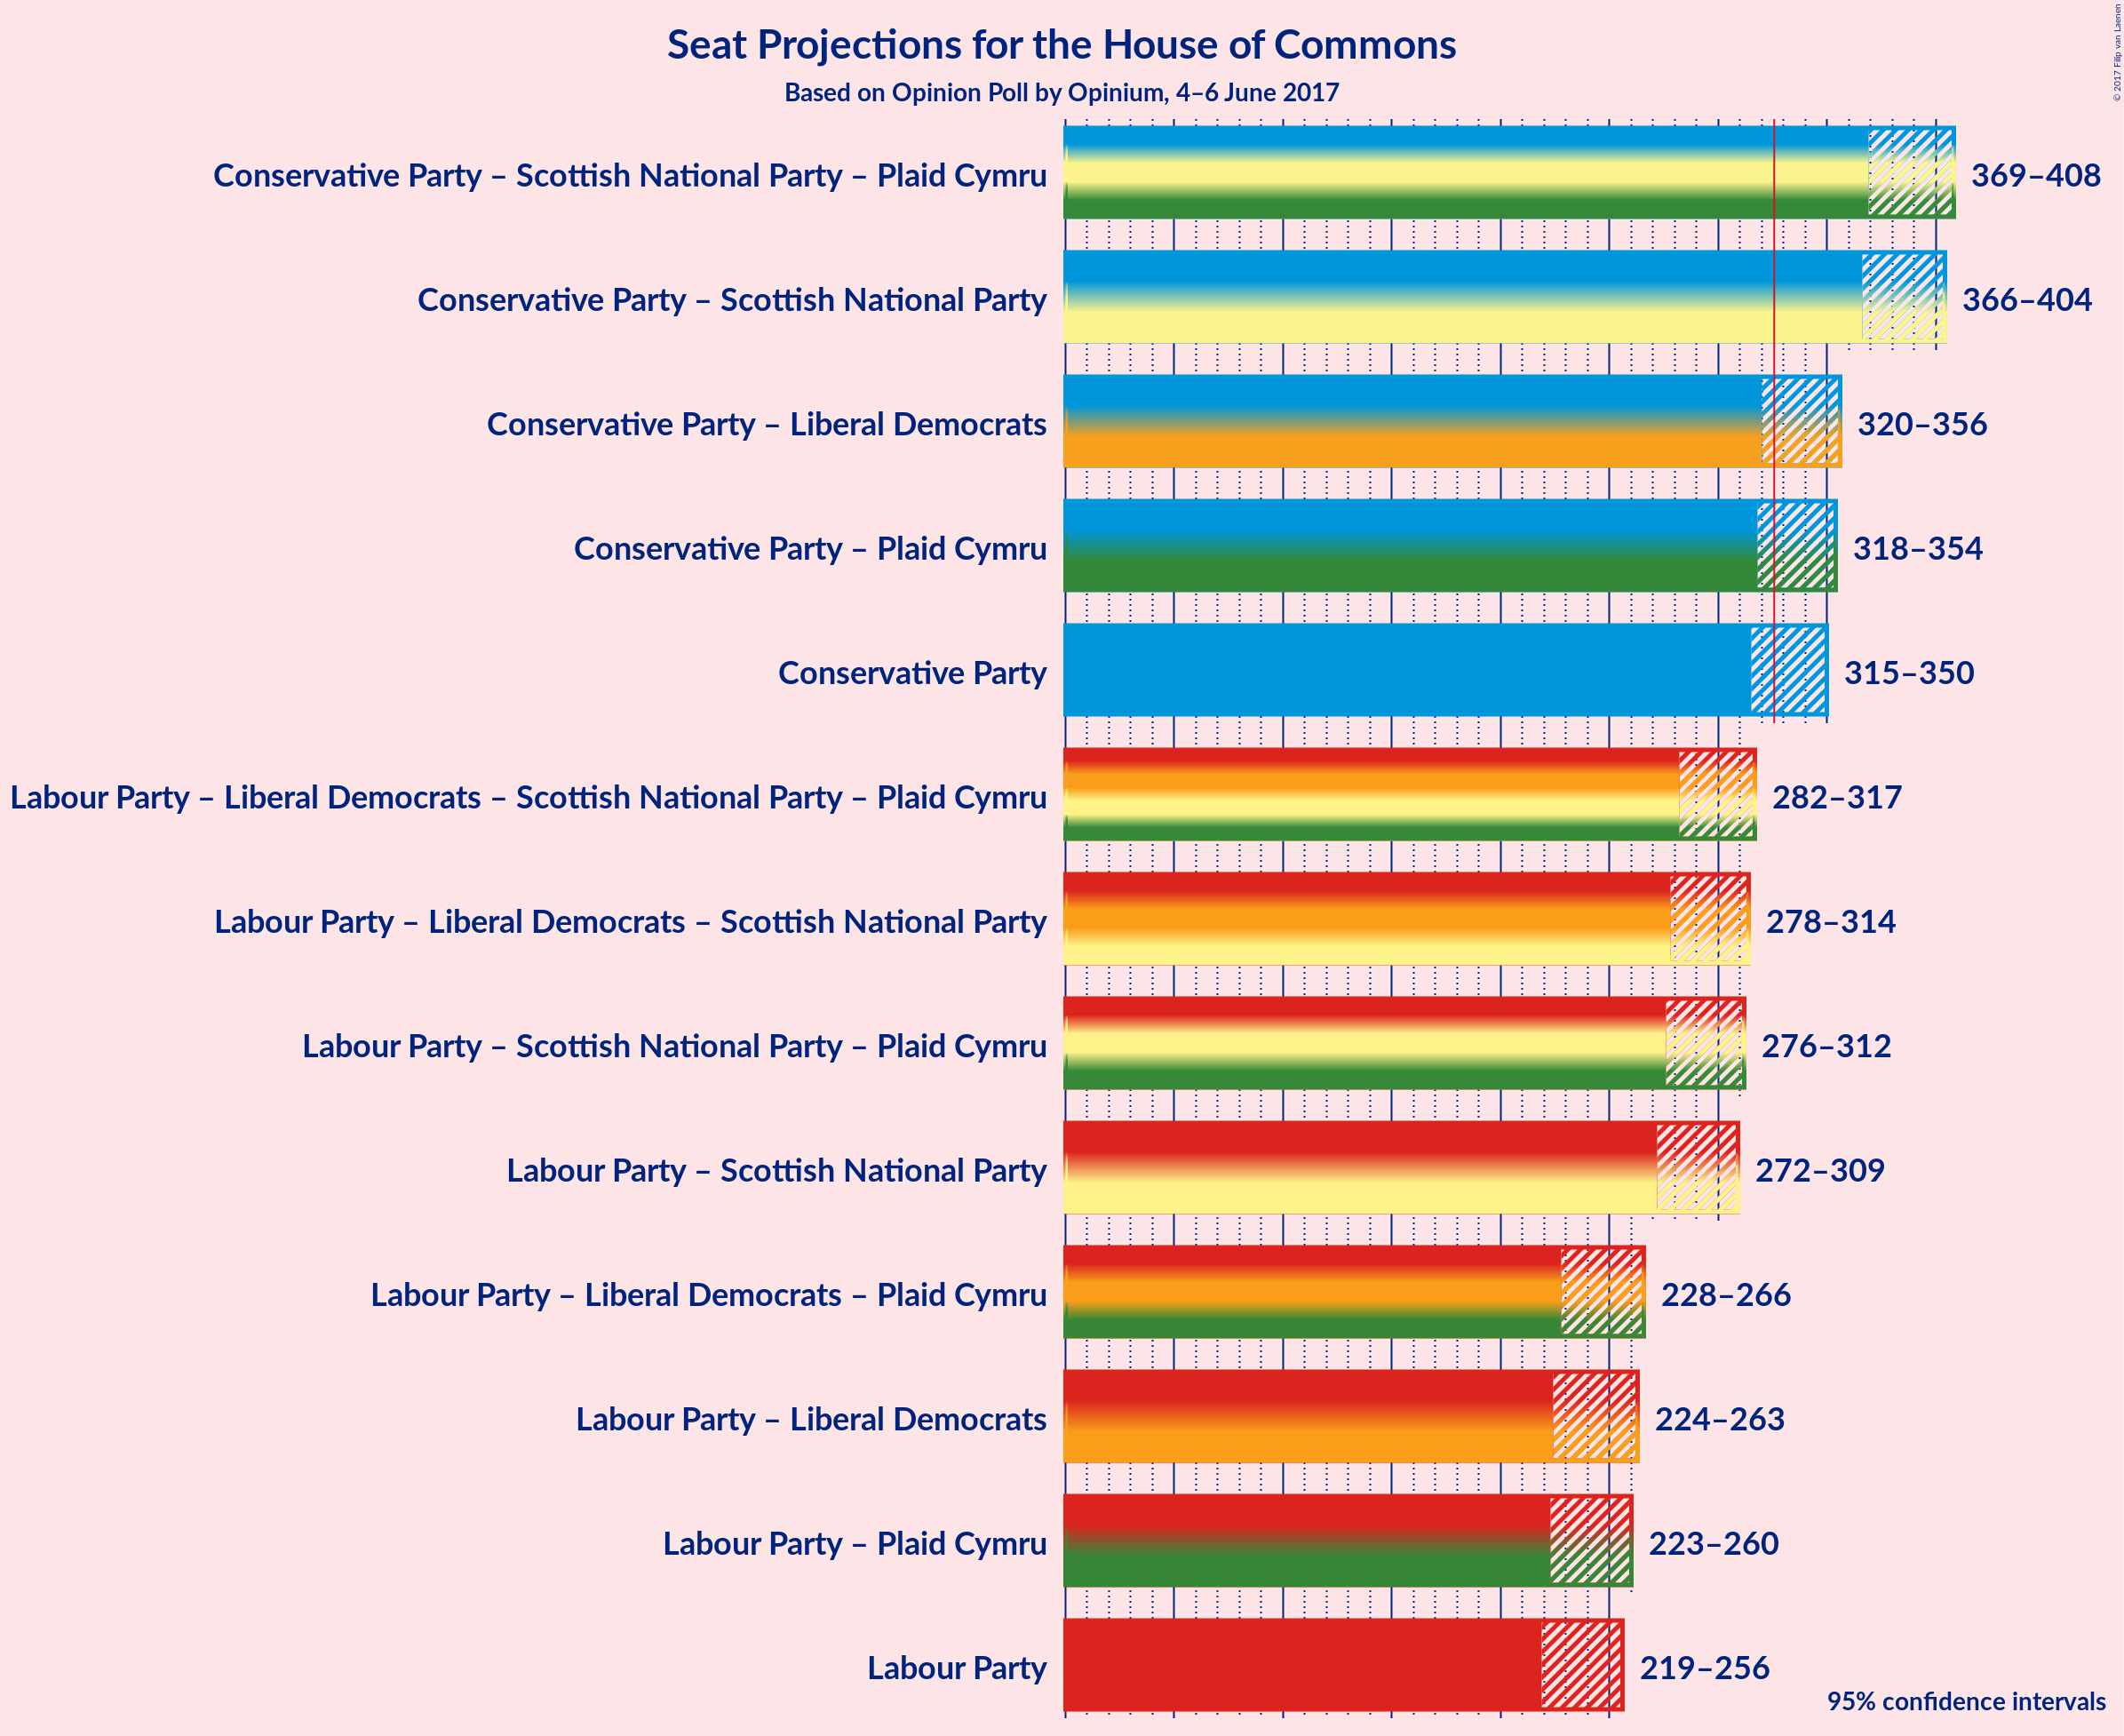 Seat Projections for the House of Commons
Based on Opinion Poll by Opinium, 4–6 June 2017
© 2017 Filip van Laenen
Conservative Party – Scottish National Party – Plaid Cymru 369–408
Conservative Party – Scottish National Party 366–404
Conservative Party – Liberal Democrats 320–356
Conservative Party – Plaid Cymru 318–354
Conservative Party 315–350
Labour Party – Liberal Democrats – Scottish National Party – Plaid Cymru 282–317
Labour Party – Liberal Democrats – Scottish National Party 278–314
Labour Party – Scottish National Party – Plaid Cymru 276–312
Labour Party – Scottish National Party 272–309
Labour Party – Liberal Democrats – Plaid Cymru 228–266
Labour Party – Liberal Democrats 224–263
Labour Party – Plaid Cymru 223–260
Labour Party 219–256
95% confidence intervals